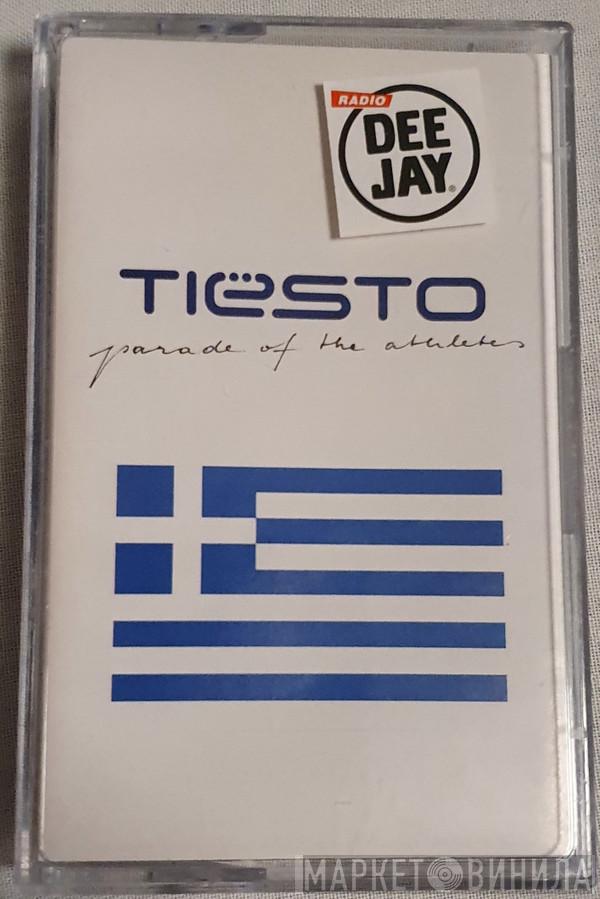 RADIO
DEE
JAY®
TIËSTO
parade of the athletes
МАРКЕТ ВИНИЛА